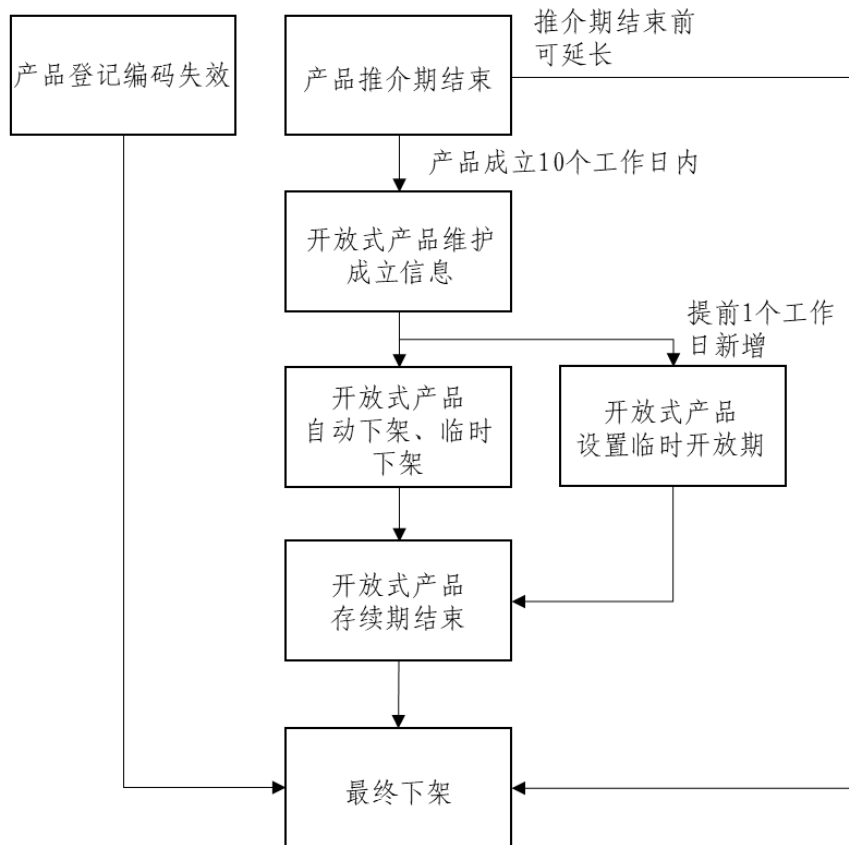 产品登记编码失效
产品推介期结束
推介期结束前
可延长
产品成立10个工作日内
开放式产品维护
成立信息
提前1个工作
日新增
开放式产品
自动下架、临时
下架
开放式产品
设置临时开放期
开放式产品
存续期结束
最终下架